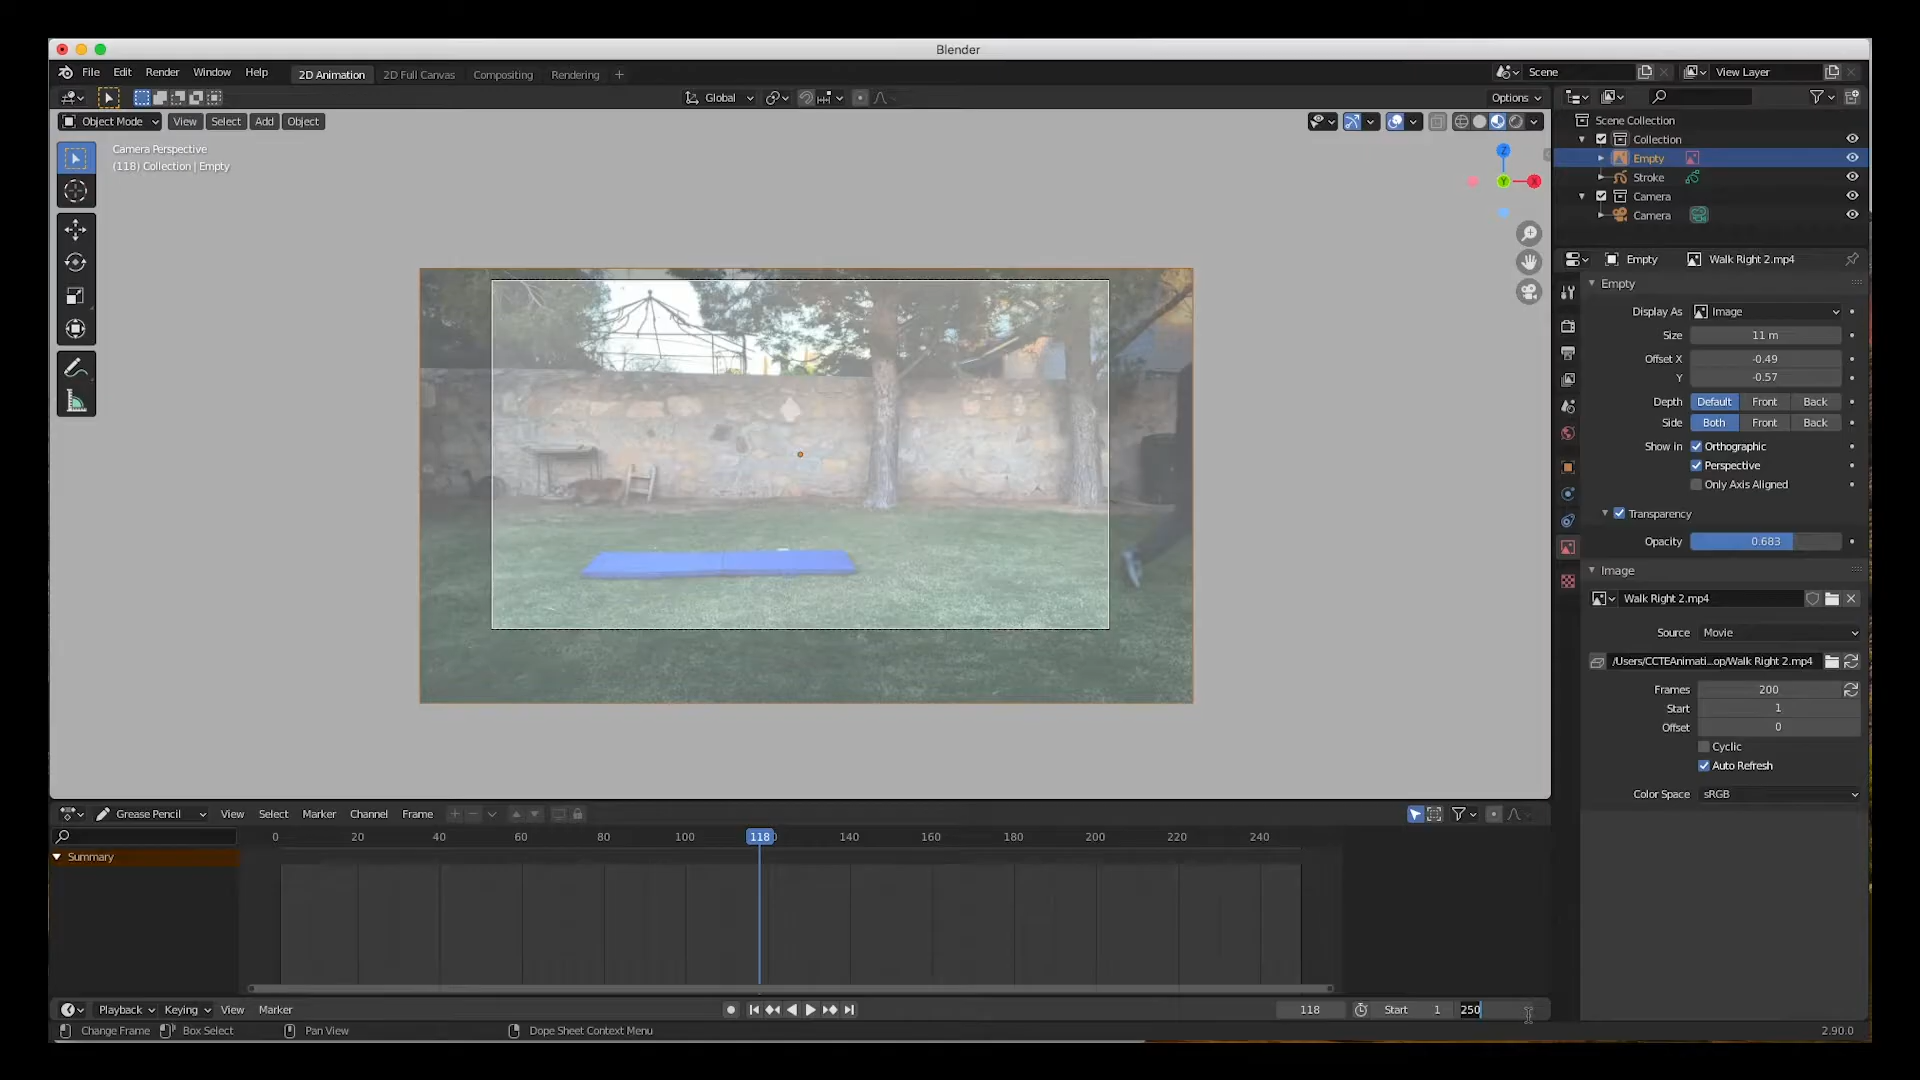 Blender
File Edit Render Window Help 2D Animation 2D Full Canvas Compositing Rendering + Scene View Layer
Global Options
Object Mode View Select Add Object
Camera Perspective
(118) Collection | Empty
Z
Y
X
Scene Collection
Collection
Empty
Stroke
Camera
Camera
Empty Walk Right 2.mp4
Empty
Display As Image
Size 11 m
Offset X -0.49
Y -0.57
Depth Default Front Back
Side Both Front Back
Show in Orthographic
Perspective
Only Axis Aligned
Transparency
Opacity 0.683
Image
Walk Right 2.mp4
Source Movie
/Users/CCTEAnimati...op/Walk Right 2.mp4
Frames 200
Start 1
Offset 0
Cyclic
Auto Refresh
Color Space sRGB
Grease Pencil View Select Marker Channel Frame
0 20 40 60 80 100 118 140 160 180 200 220 240
Summary
Playback Keying View Marker 118 Start 1 250
Change Frame Box Select Pan View Dope Sheet Context Menu 2.90.0